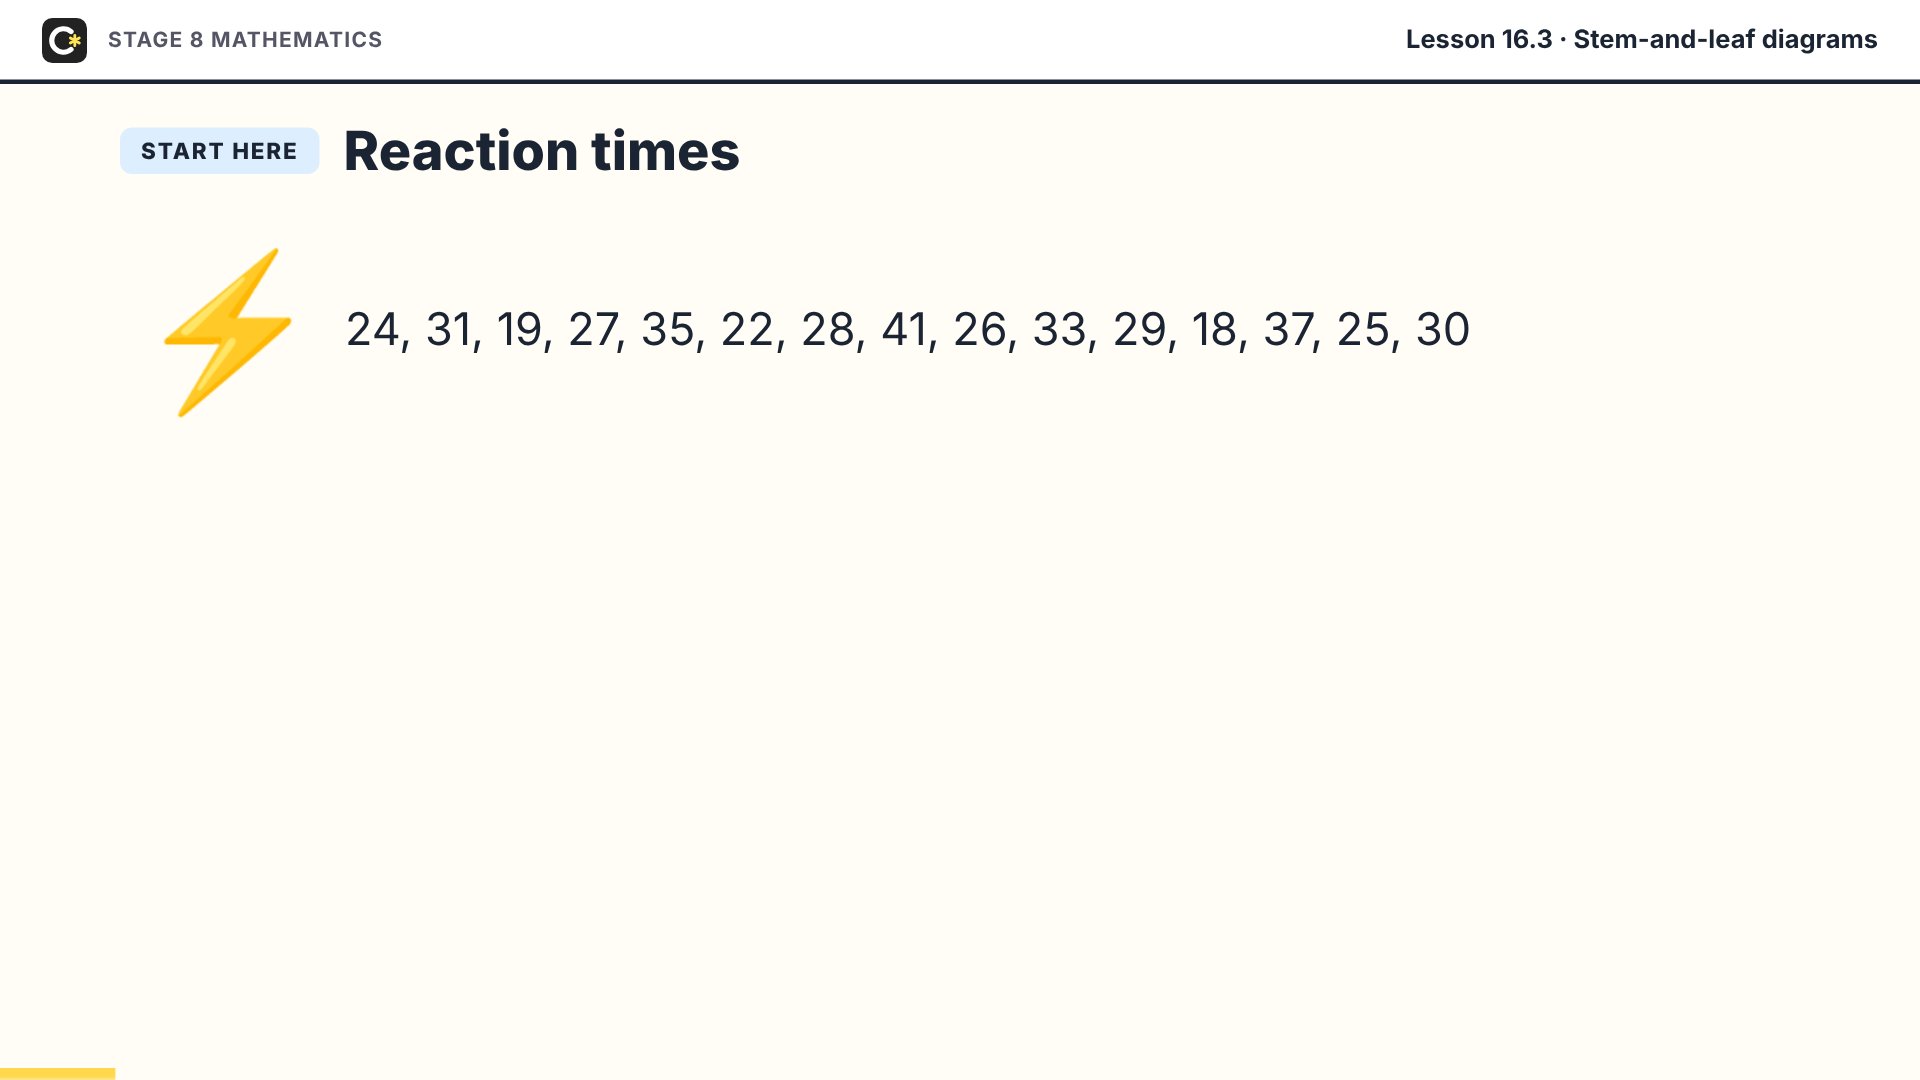 STAGE 8 MATHEMATICS
Lesson 16.3 · Stem-and-leaf diagrams
START HERE
Reaction times
24, 31, 19, 27, 35, 22, 28, 41, 26, 33, 29, 18, 37, 25, 30